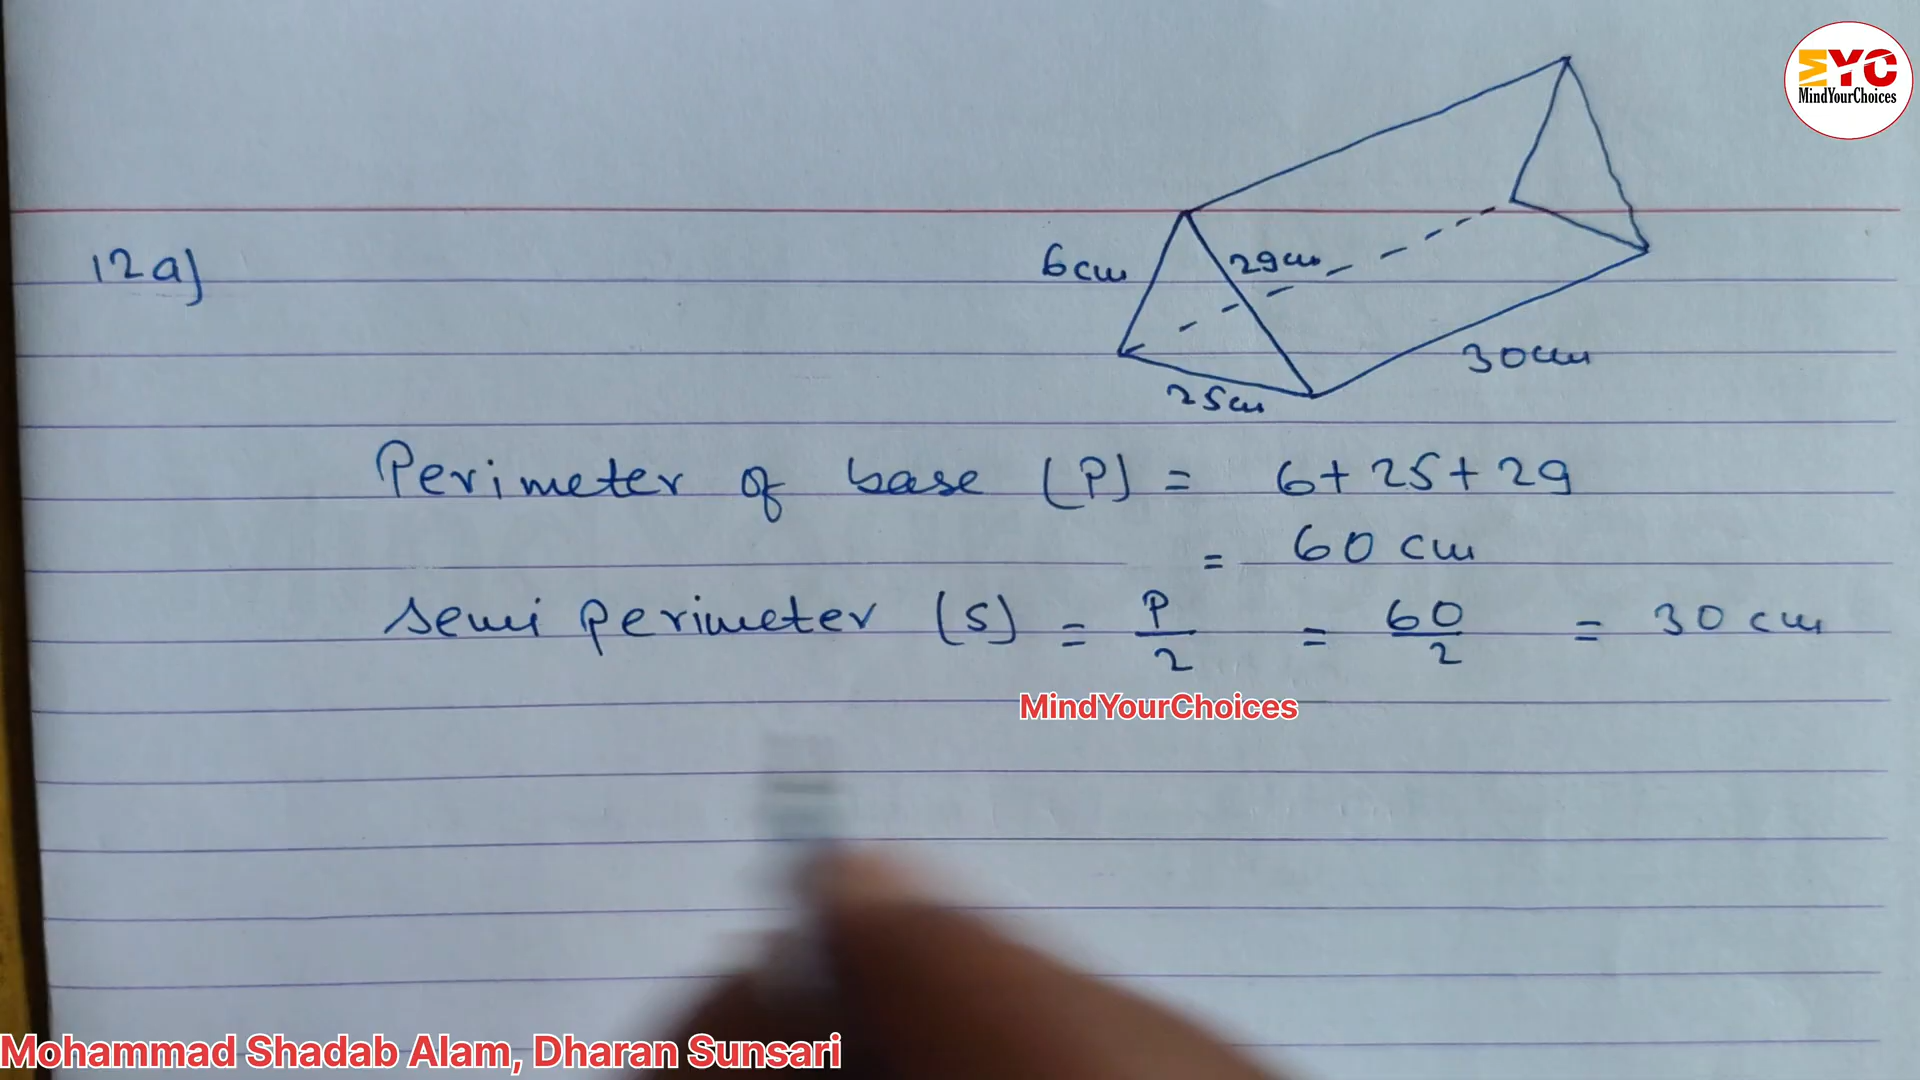 MYC
MindYourChoices
12a)
6cm
29cm
30cm
25cm
Perimeter of base (P) = 6+25+29
= 60 cm
semi perimeter (s) = P/2 = 60/2 = 30 cm
MindYourChoices
Mohammad Shadab Alam, Dharan Sunsari